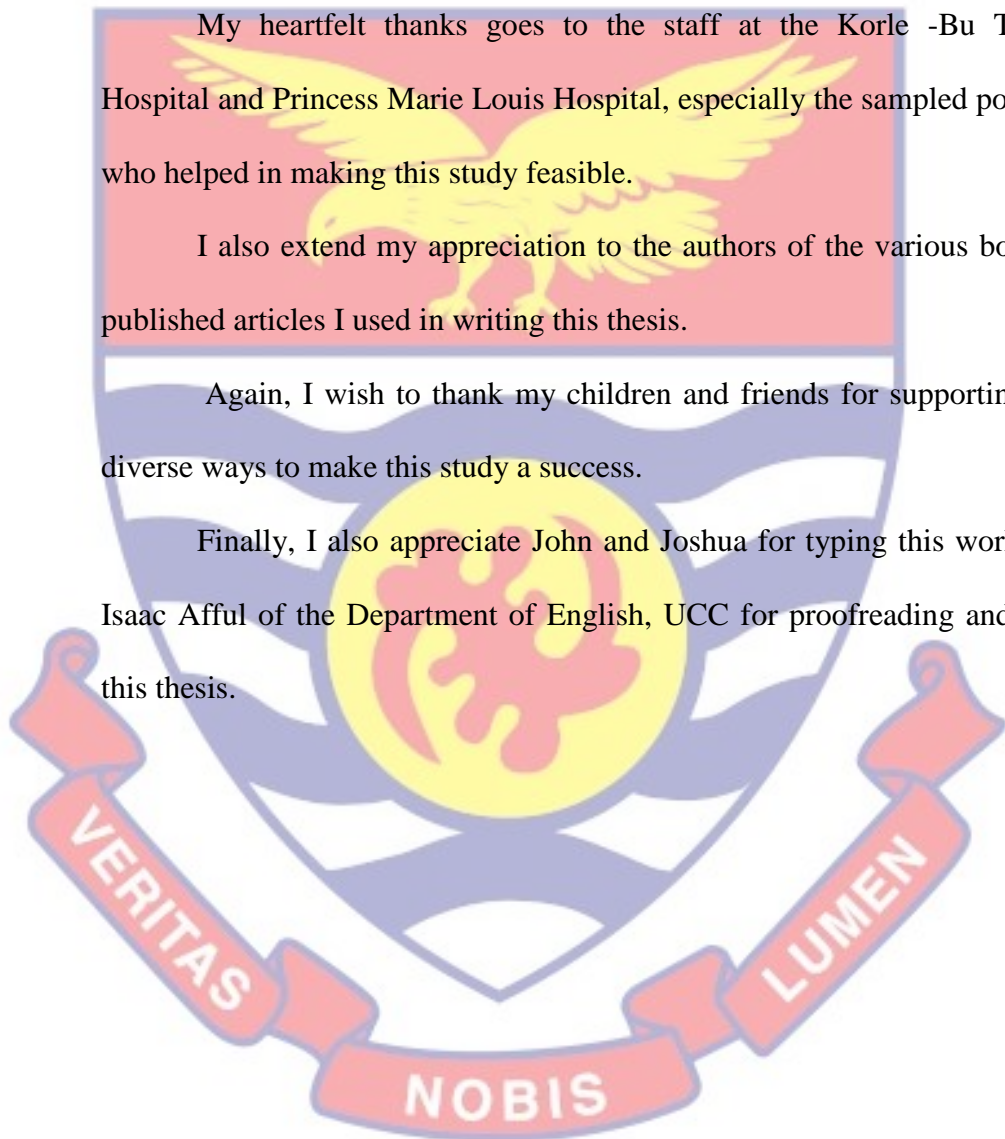 My heartfelt thanks goes to the staff at the Korle -Bu T
Hospital and Princess Marie Louis Hospital, especially the sampled po
who helped in making this study feasible.
I also extend my appreciation to the authors of the various bo
published articles I used in writing this thesis.
Again, I wish to thank my children and friends for supportin
diverse ways to make this study a success.
Finally, I also appreciate John and Joshua for typing this wor
Isaac Afful of the Department of English, UCC for proofreading and
this thesis.
VERITAS
NOBIS
LUMEN